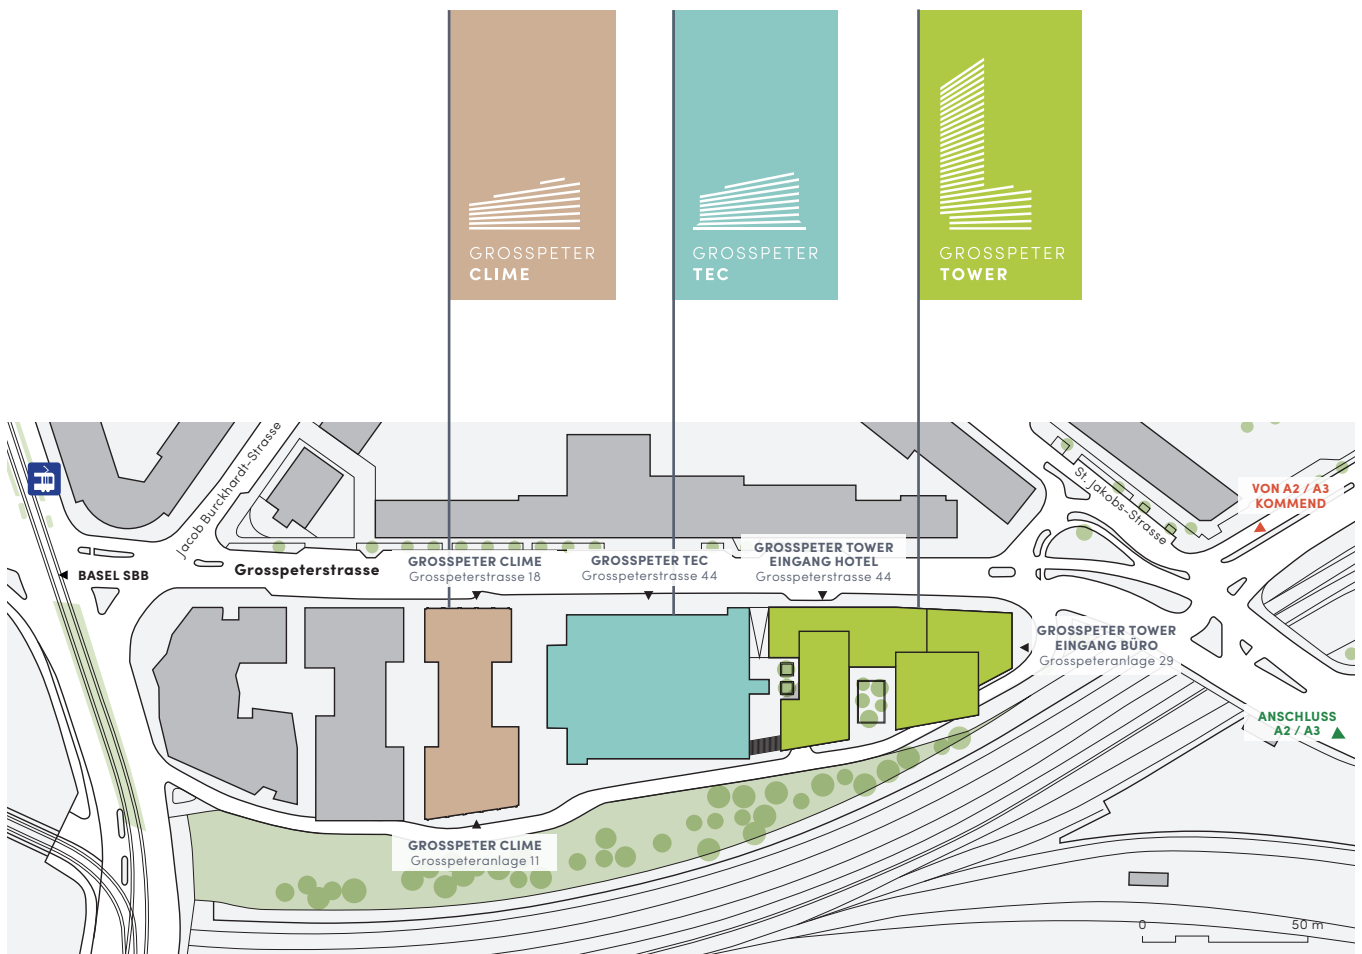 GROSSPETER
CLIME
GROSSPETER
TEC
GROSSPETER
TOWER
Jacob Burckhardt-Strasse
St. Jakobs-Strasse
VON A2 / A3
KOMMEND
BASEL SBB
Grosspeterstrasse
GROSSPETER CLIME
Grosspeterstrasse 18
GROSSPETER TEC
Grosspeterstrasse 44
GROSSPETER TOWER
EINGANG HOTEL
Grosspeterstrasse 44
GROSSPETER TOWER
EINGANG BÜRO
Grosspeteranlage 29
ANSCHLUSS
A2 / A3
GROSSPETER CLIME
Grosspeteranlage 11
0 50 m